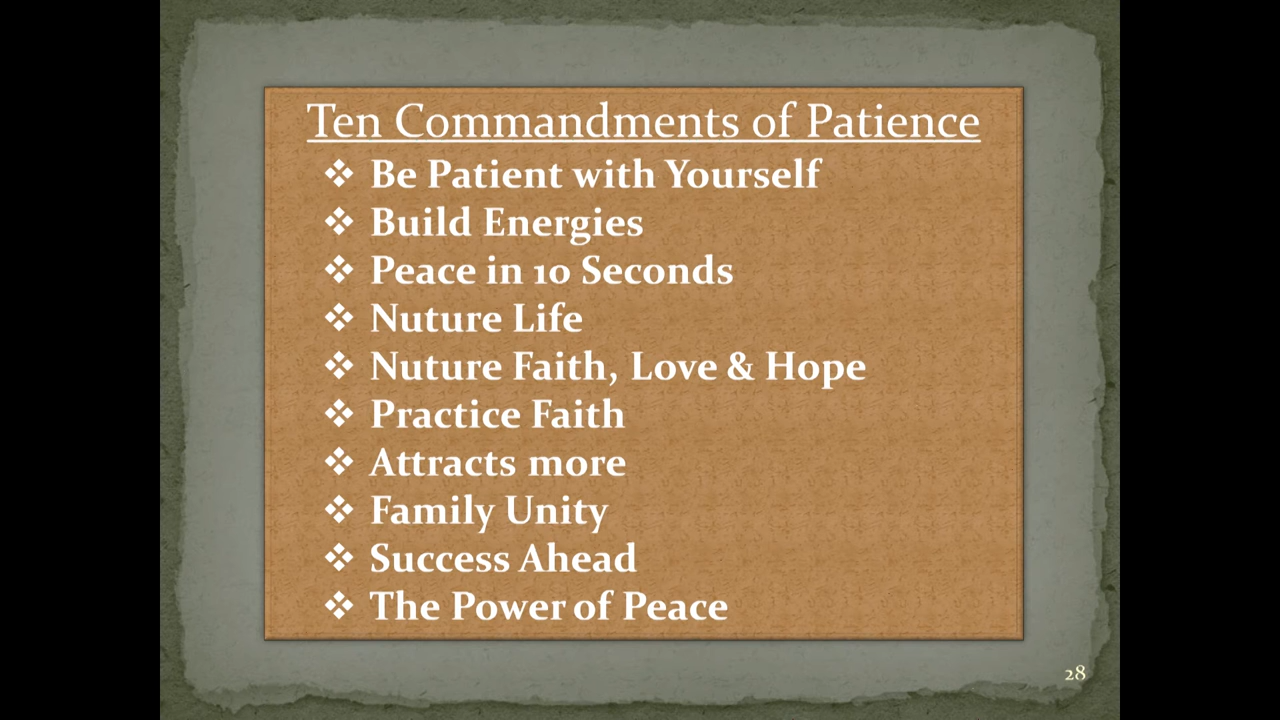 Ten Commandments of Patience
❖ Be Patient with Yourself
❖ Build Energies
❖ Peace in 10 Seconds
❖ Nuture Life
❖ Nuture Faith, Love & Hope
❖ Practice Faith
❖ Attracts more
❖ Family Unity
❖ Success Ahead
❖ The Power of Peace
28